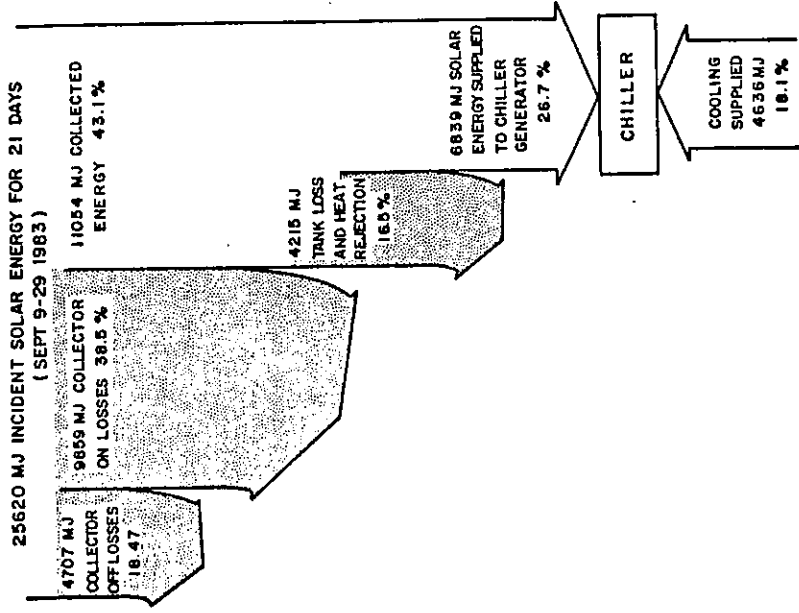 25620 MJ INCIDENT SOLAR ENERGY FOR 21 DAYS
(SEPT 9-29 1983)
4707 MJ
COLLECTOR
OFF LOSSES
18.47
9859 MJ COLLECTOR
ON LOSSES 38.5 %
11054 MJ COLLECTED
ENERGY 43.1 %
4215 MJ
TANK LOSS
AND HEAT
REJECTION
16.5 %
6839 MJ SOLAR
ENERGY SUPPLIED
TO CHILLER
GENERATOR
26.7 %
CHILLER
COOLING
SUPPLIED
4636 MJ
18.1 %